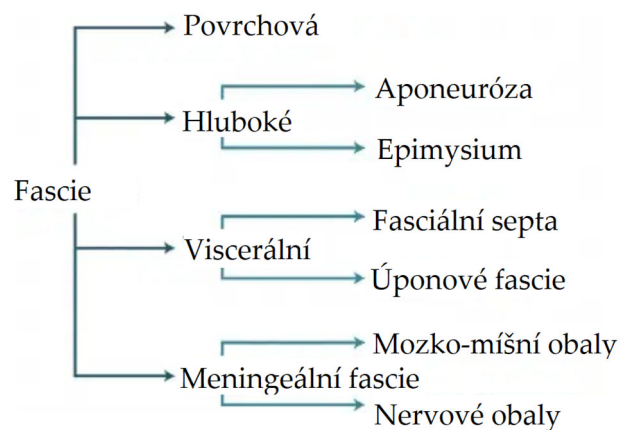 Povrchová
Aponeuróza
Hluboké
Epimysium
Fascie
Fasciální septa
Viscerální
Úponové fascie
Mozko-míšní obaly
Meningeální fascie
Nervové obaly